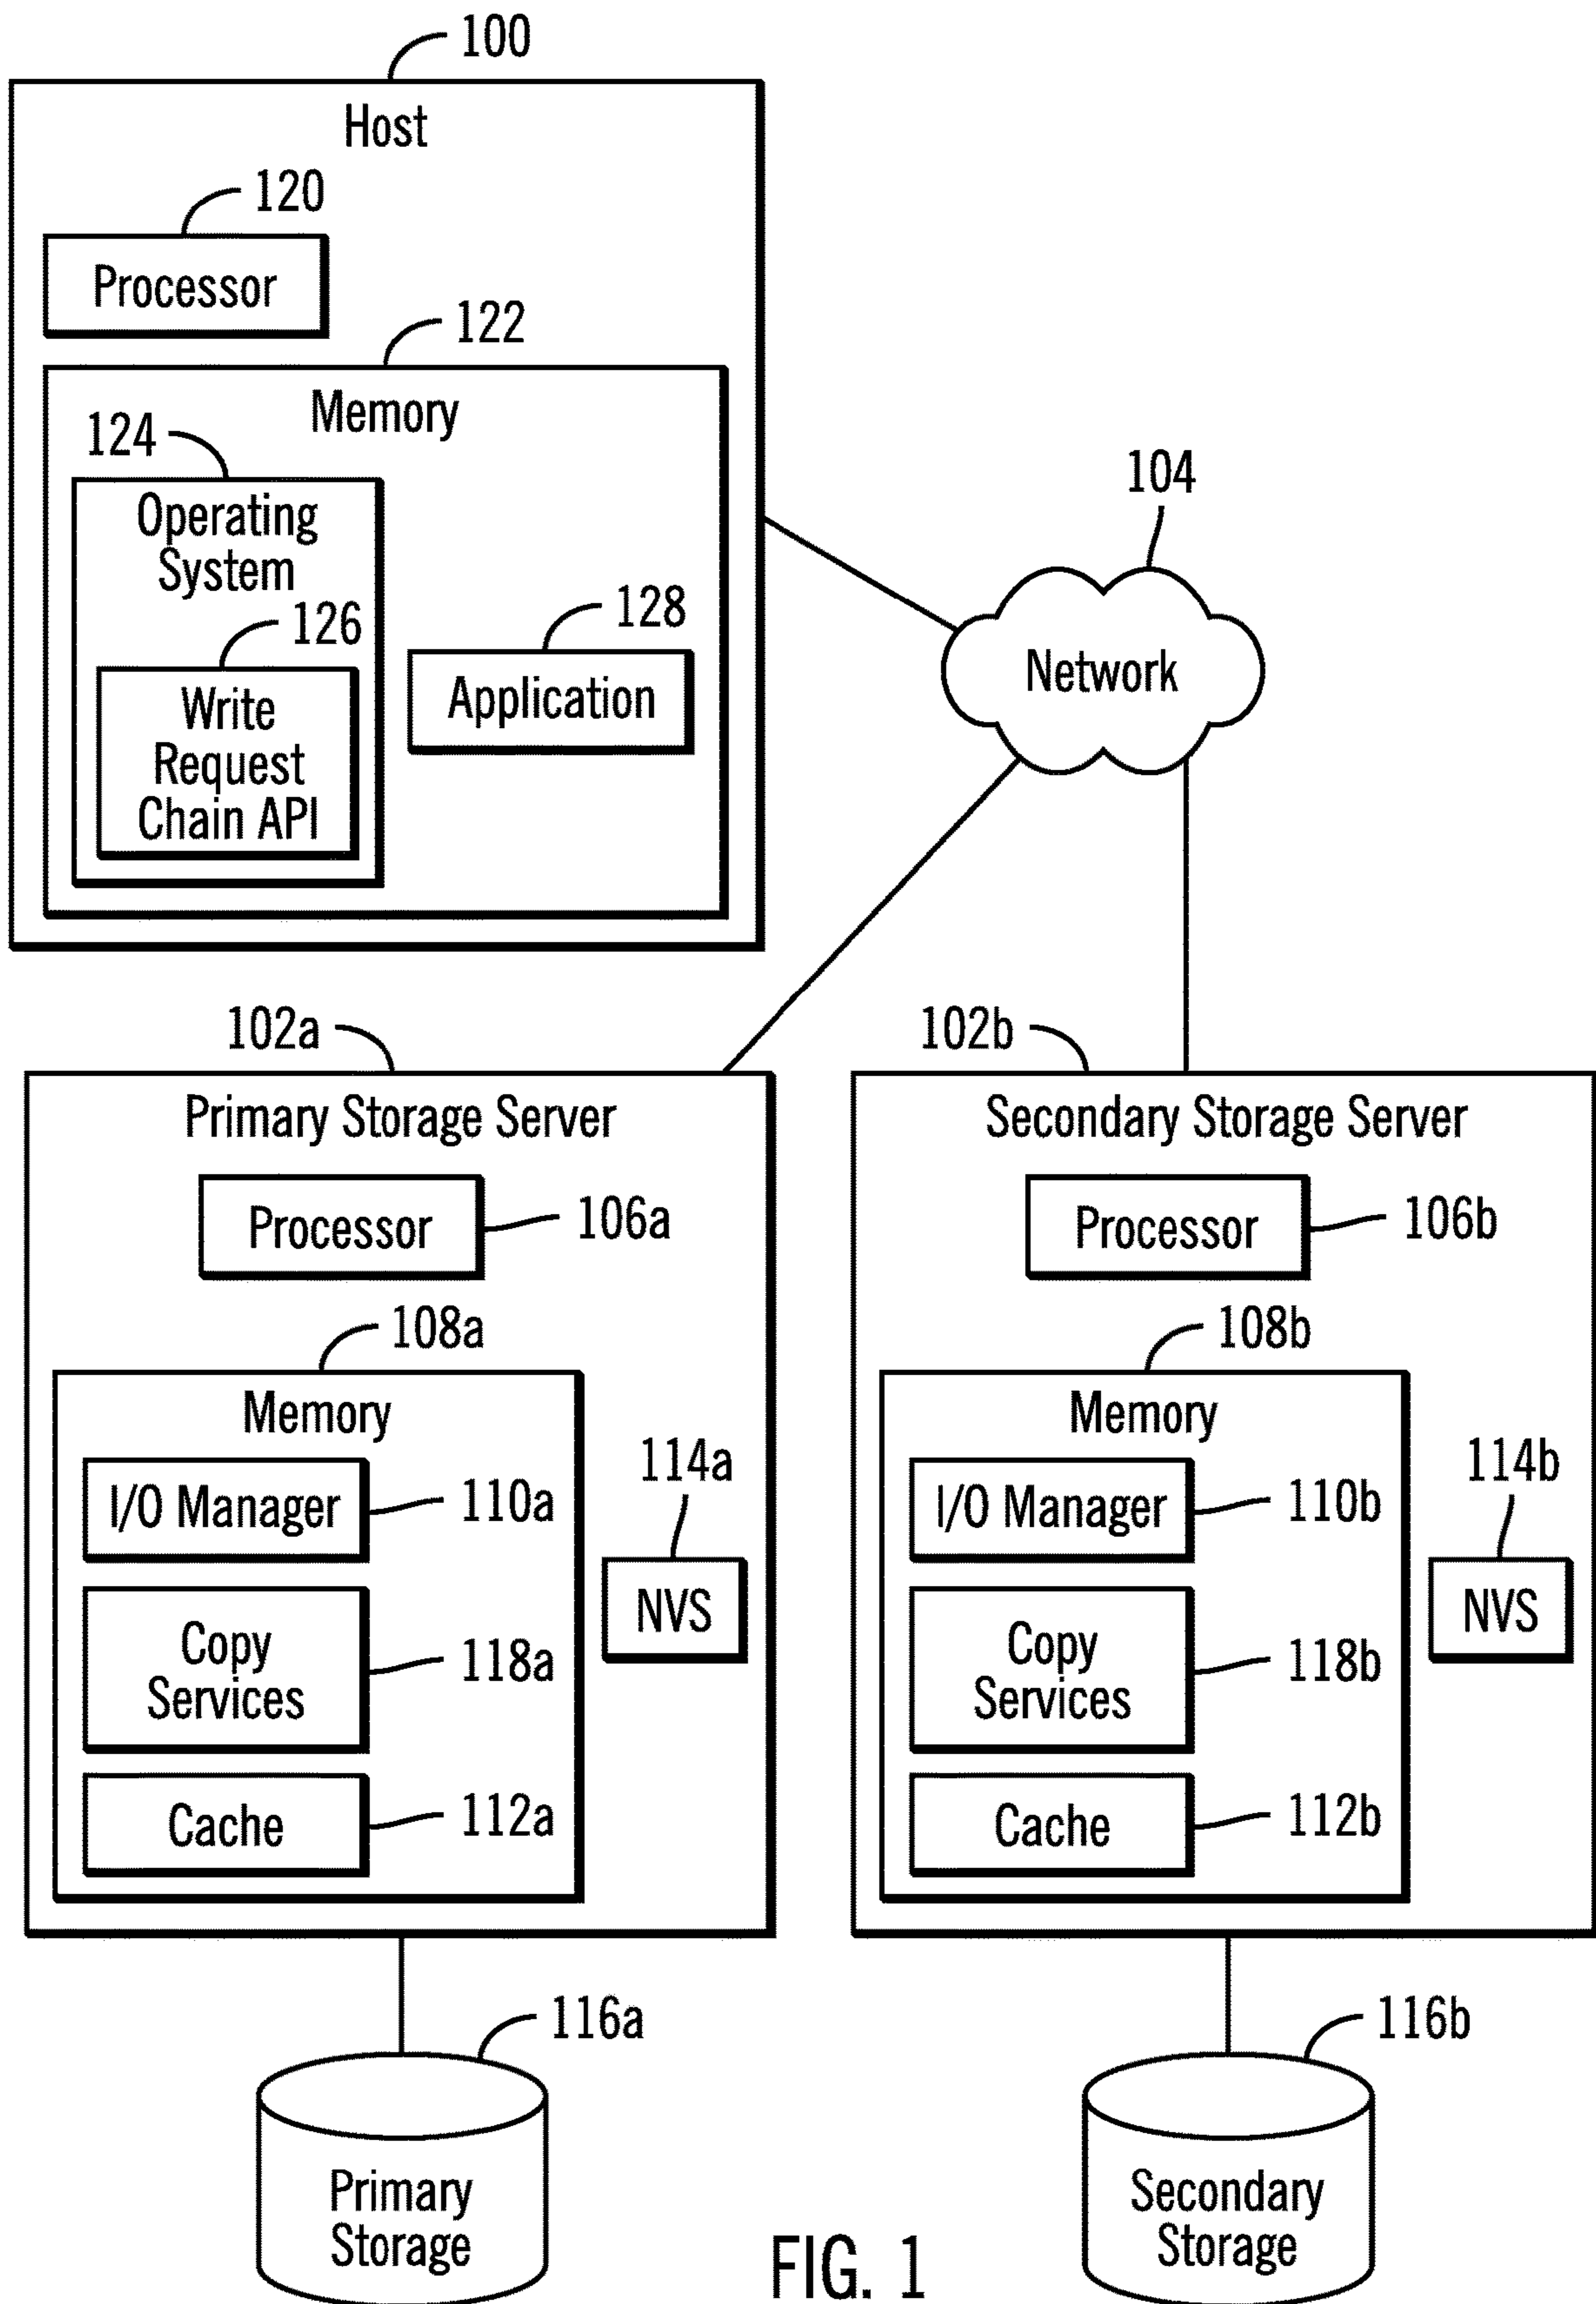 100
Host
120
Processor
122
Memory
124
Operating
System
126
Write
Request
Chain API
128
Application
104
Network
102a
Primary Storage Server
Processor
106a
108a
Memory
I/O Manager
110a
Copy
Services
118a
Cache
112a
114a
NVS
116a
Primary
Storage
102b
Secondary Storage Server
Processor
106b
108b
Memory
I/O Manager
110b
Copy
Services
118b
Cache
112b
114b
NVS
116b
Secondary
Storage
FIG. 1